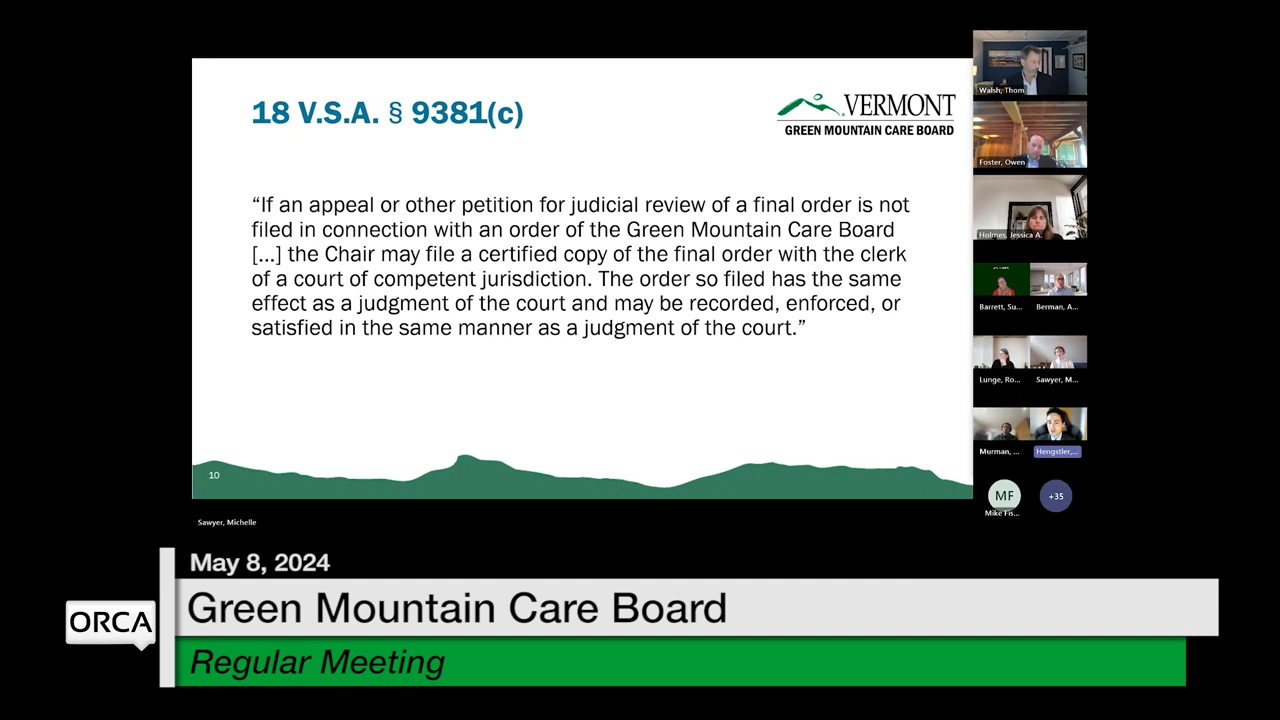 18 V.S.A. § 9381(c)
VERMONT
GREEN MOUNTAIN CARE BOARD
“If an appeal or other petition for judicial review of a final order is not
filed in connection with an order of the Green Mountain Care Board
[...] the Chair may file a certified copy of the final order with the clerk
of a court of competent jurisdiction. The order so filed has the same
effect as a judgment of the court and may be recorded, enforced, or
satisfied in the same manner as a judgment of the court.”
10
Walsh, Thom
Foster, Owen
Holmes, Jessica A.
Barrett, Su...
Berman, A...
Lunge, Ro...
Sawyer, M...
Murman, ...
Hengstler,...
MF
+35
Mike Fis...
Sawyer, Michelle
May 8, 2024
ORCA
Green Mountain Care Board
Regular Meeting